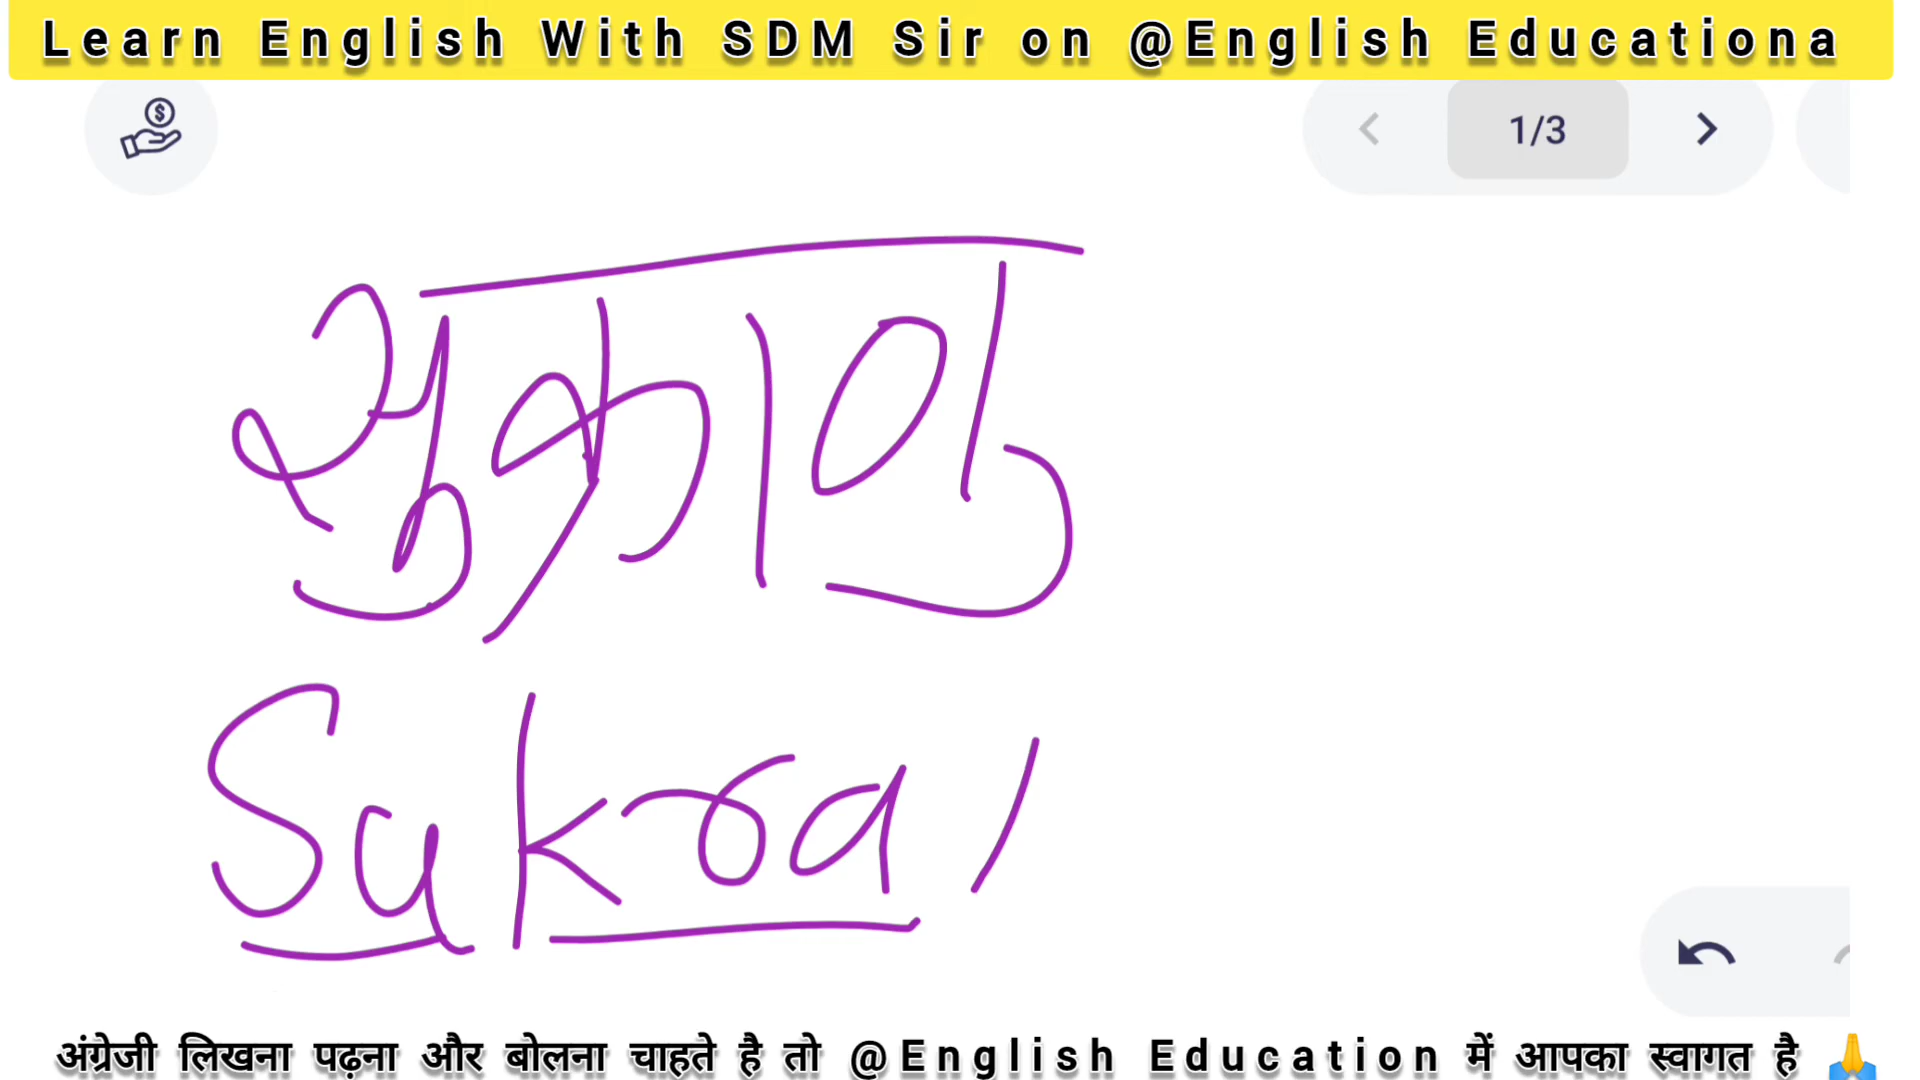 Learn English With SDM Sir on @English Educationa
1/3
Sukra
अंग्रेजी लिखना पढ़ना और बोलना चाहते है तो @English Education में आपका स्वागत है 🙏